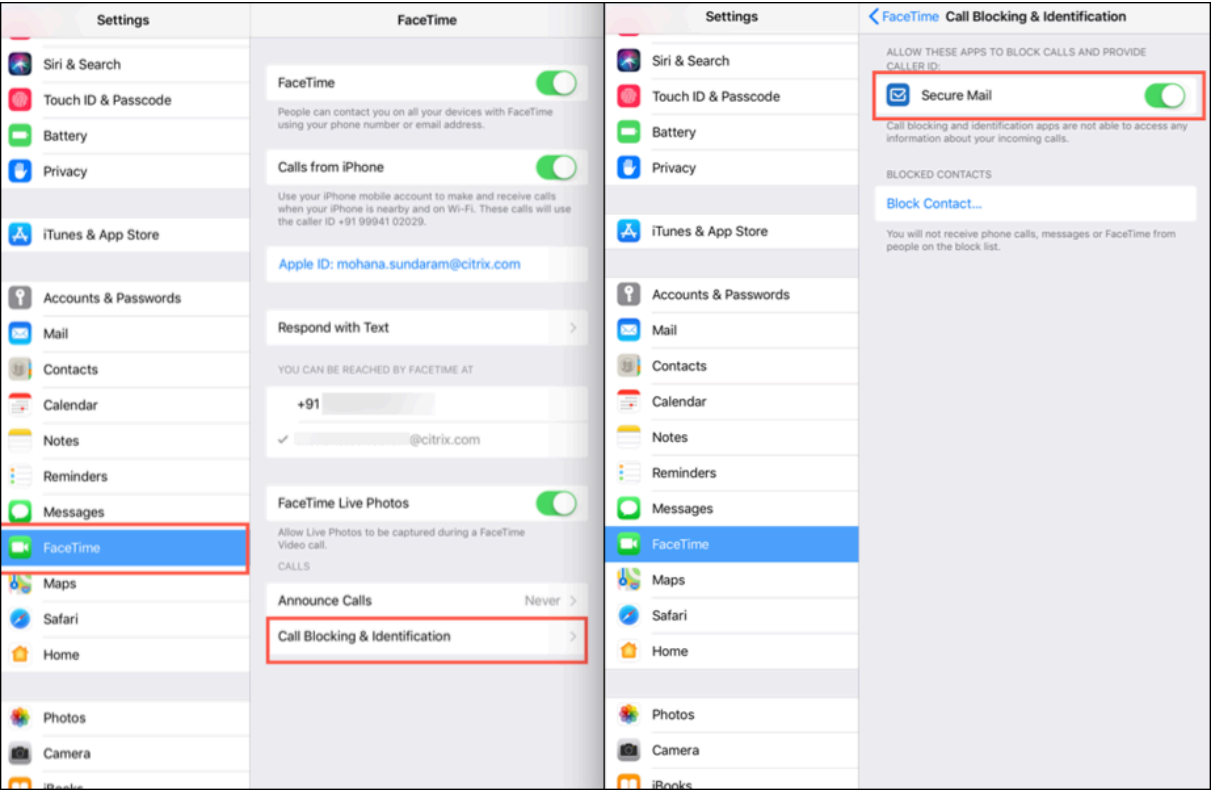 Settings
Siri & Search
Touch ID & Passcode
Battery
Privacy
iTunes & App Store
Accounts & Passwords
Mail
Contacts
Calendar
Notes
Reminders
Messages
FaceTime
Maps
Safari
Home
Photos
Camera
iBooks
FaceTime
FaceTime
People can contact you on all your devices with FaceTime
using your phone number or email address.
Calls from iPhone
Use your iPhone mobile account to make and receive calls
when your iPhone is nearby and on Wi-Fi. These calls will use
the caller ID +91 99941 02029.
Apple ID: mohana.sundaram@citrix.com
Respond with Text
YOU CAN BE REACHED BY FACETIME AT
+91
@citrix.com
FaceTime Live Photos
Allow Live Photos to be captured during a FaceTime
Video call.
CALLS
Announce Calls Never
Call Blocking & Identification
Settings
Siri & Search
Touch ID & Passcode
Battery
Privacy
iTunes & App Store
Accounts & Passwords
Mail
Contacts
Calendar
Notes
Reminders
Messages
FaceTime
Maps
Safari
Home
Photos
Camera
iBooks
FaceTime Call Blocking & Identification
ALLOW THESE APPS TO BLOCK CALLS AND PROVIDE
CALLER ID:
Secure Mail
Call blocking and identification apps are not able to access any
information about your incoming calls.
BLOCKED CONTACTS
Block Contact...
You will not receive phone calls, messages or FaceTime from
people on the block list.